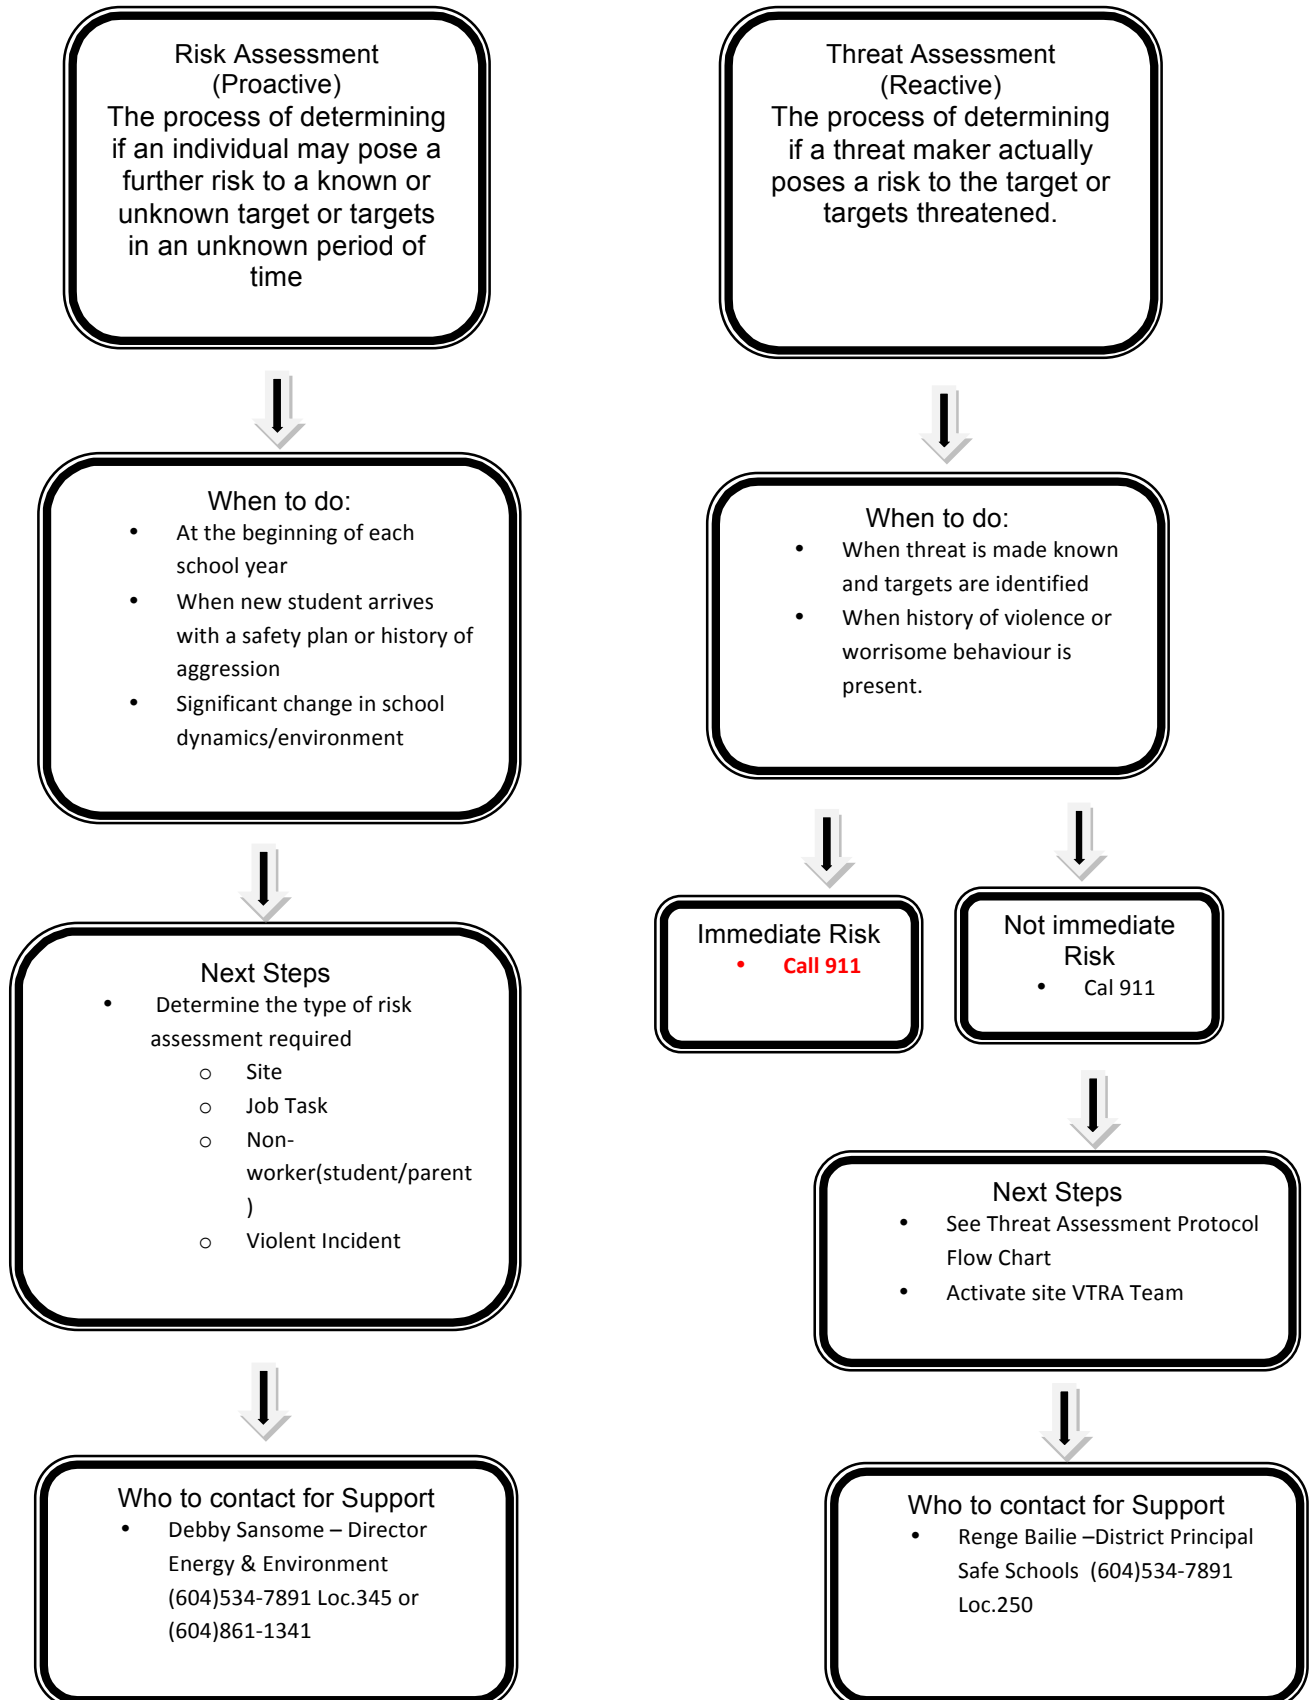 Risk Assessment
(Proactive)
The process of determining
if an individual may pose a
further risk to a known or
unknown target or targets
in an unknown period of
time
When to do:
• At the beginning of each
school year
• When new student arrives
with a safety plan or history of
aggression
• Significant change in school
dynamics/environment
Next Steps
• Determine the type of risk
assessment required
o Site
o Job Task
o Non-
worker(student/parent
)
o Violent Incident
Who to contact for Support
• Debby Sansome – Director
Energy & Environment
(604)534-7891 Loc.345 or
(604)861-1341
Threat Assessment
(Reactive)
The process of determining
if a threat maker actually
poses a risk to the target or
targets threatened.
When to do:
• When threat is made known
and targets are identified
• When history of violence or
worrisome behaviour is
present.
Immediate Risk
• Call 911
Not immediate
Risk
• Cal 911
Next Steps
• See Threat Assessment Protocol
Flow Chart
• Activate site VTRA Team
Who to contact for Support
• Renge Bailie –District Principal
Safe Schools (604)534-7891
Loc.250